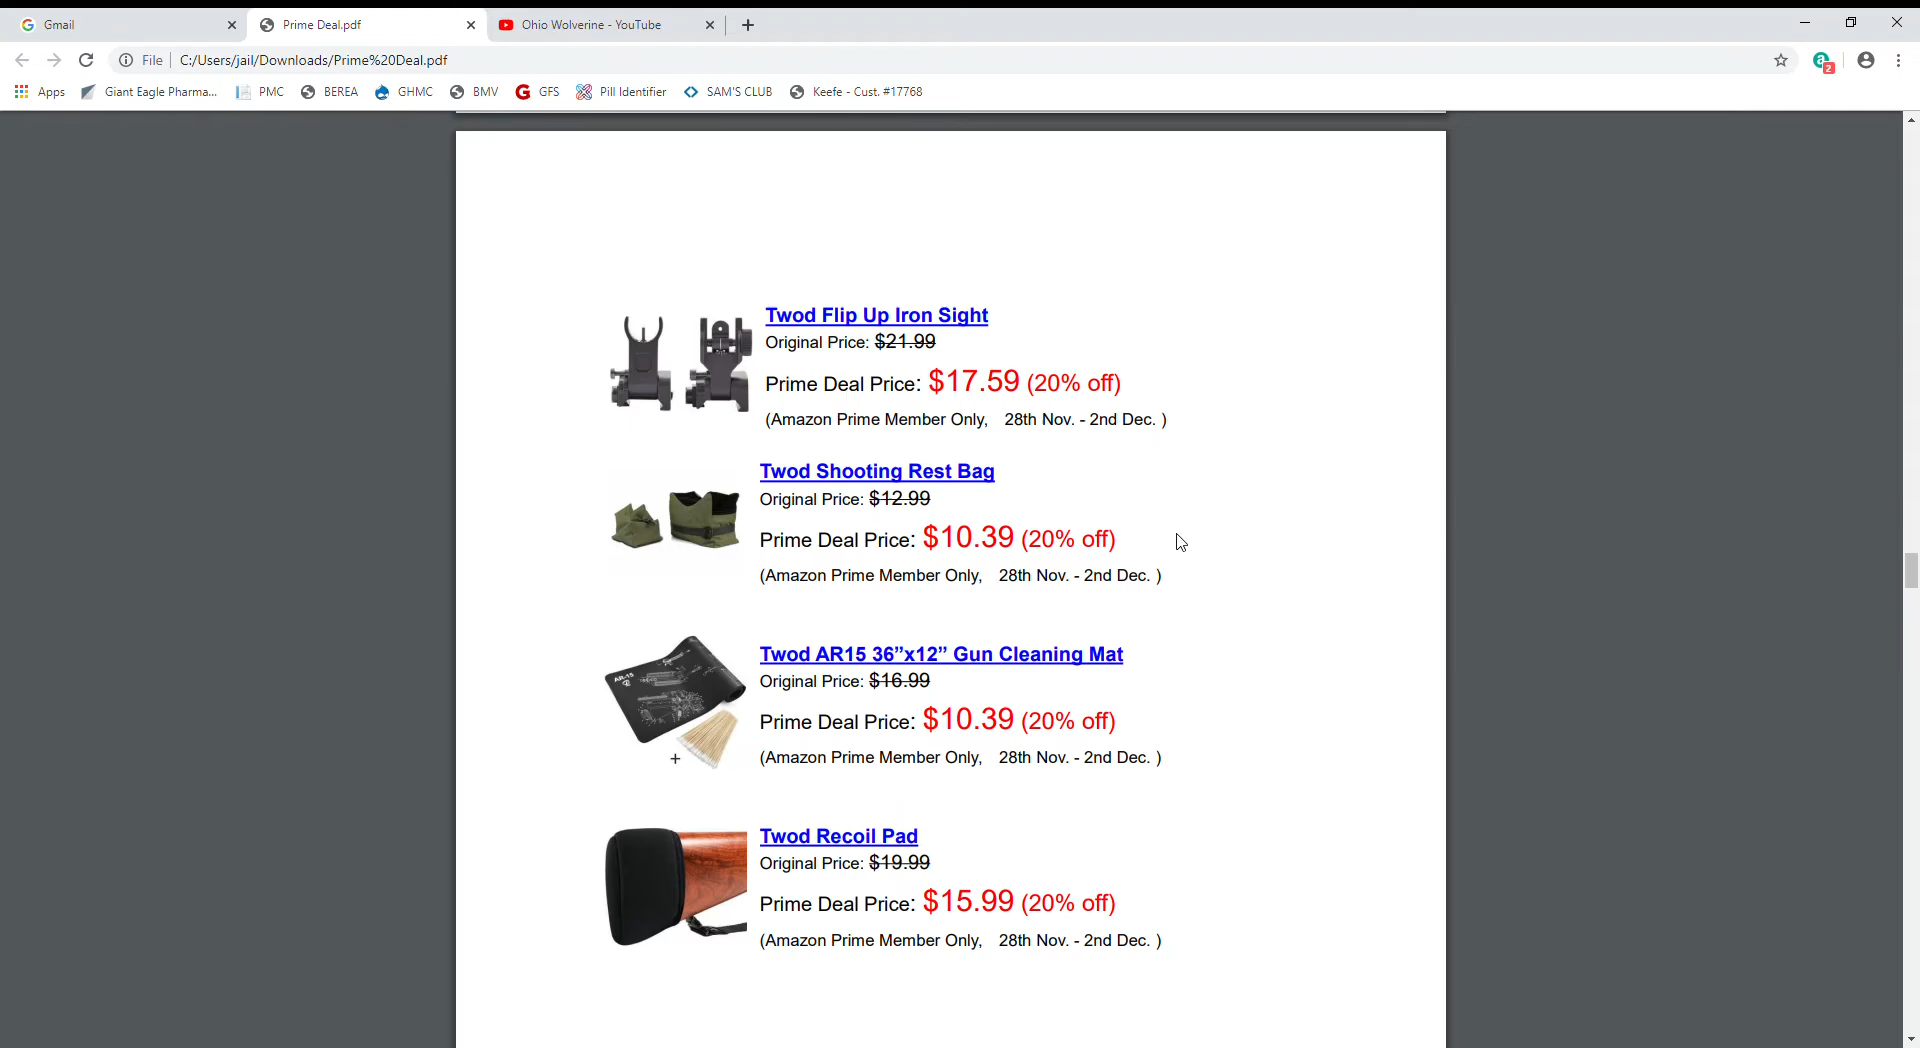 Gmail
Prime Deal.pdf
Ohio Wolverine - YouTube
File
C:/Users/jail/Downloads/Prime%20Deal.pdf
2
Apps
Giant Eagle Pharma...
PMC
BEREA
GHMC
BMV
GFS
Pill Identifier
SAM'S CLUB
Keefe - Cust. #17768
Twod Flip Up Iron Sight
Original Price: $21.99
Prime Deal Price: $17.59 (20% off)
(Amazon Prime Member Only, 28th Nov. - 2nd Dec. )
Twod Shooting Rest Bag
Original Price: $12.99
Prime Deal Price: $10.39 (20% off)
(Amazon Prime Member Only, 28th Nov. - 2nd Dec. )
AR-15
+
Twod AR15 36”x12” Gun Cleaning Mat
Original Price: $16.99
Prime Deal Price: $10.39 (20% off)
(Amazon Prime Member Only, 28th Nov. - 2nd Dec. )
Twod Recoil Pad
Original Price: $19.99
Prime Deal Price: $15.99 (20% off)
(Amazon Prime Member Only, 28th Nov. - 2nd Dec. )